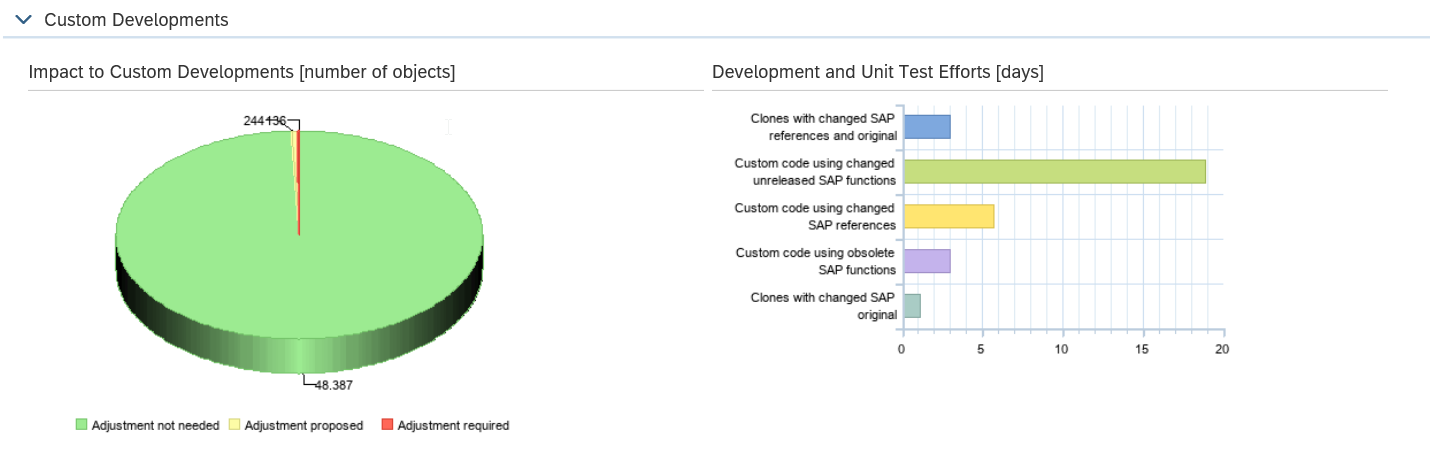 Custom Developments
Impact to Custom Developments [number of objects]
244 136
48.387
Adjustment not needed
Adjustment proposed
Adjustment required
Development and Unit Test Efforts [days]
Clones with changed SAP
references and original
Custom code using changed
unreleased SAP functions
Custom code using changed
SAP references
Custom code using obsolete
SAP functions
Clones with changed SAP
original
0 5 10 15 20